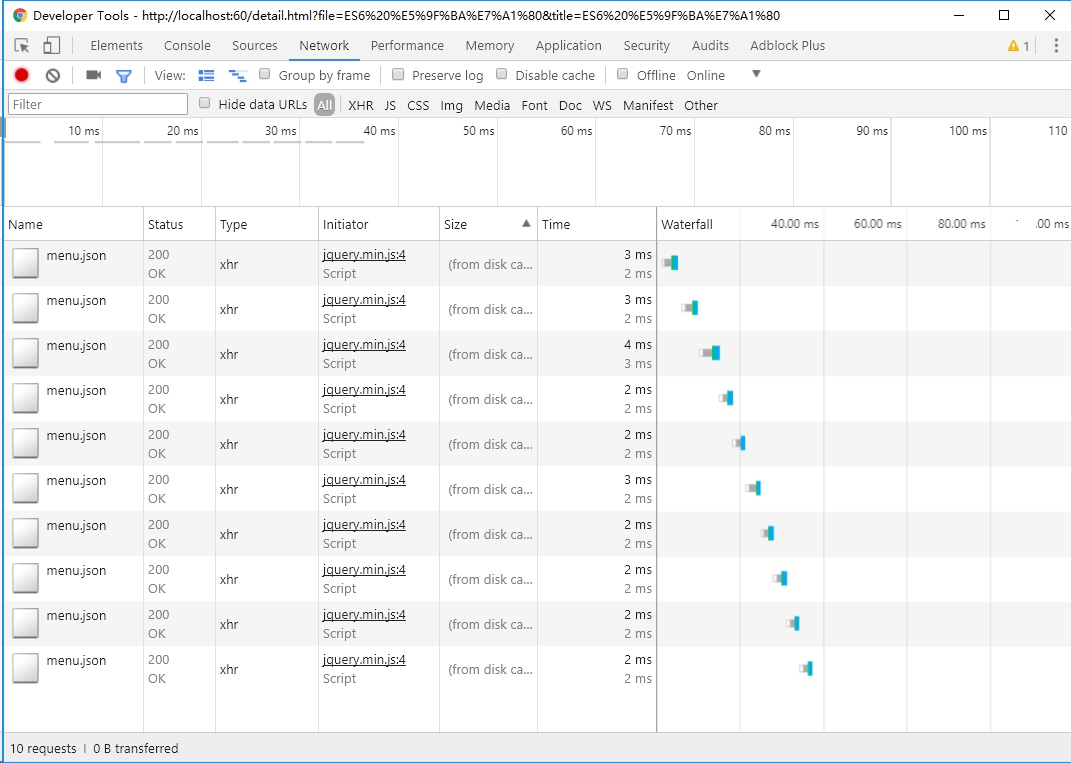 Developer Tools - http://localhost:60/detail.html?file=ES6%20%E5%9F%BA%E7%A1%80&title=ES6%20%E5%9F%BA%E7%A1%80
Elements Console Sources Network Performance Memory Application Security Audits Adblock Plus 1
View: Group by frame Preserve log Disable cache Offline Online
Filter Hide data URLs All XHR JS CSS Img Media Font Doc WS Manifest Other
10 ms 20 ms 30 ms 40 ms 50 ms 60 ms 70 ms 80 ms 90 ms 100 ms 110
Name Status Type Initiator Size Time Waterfall 40.00 ms 60.00 ms 80.00 ms .00 ms
menu.json 200 OK xhr jquery.min.js:4 Script (from disk ca... 3 ms 2 ms
menu.json 200 OK xhr jquery.min.js:4 Script (from disk ca... 3 ms 2 ms
menu.json 200 OK xhr jquery.min.js:4 Script (from disk ca... 4 ms 3 ms
menu.json 200 OK xhr jquery.min.js:4 Script (from disk ca... 2 ms 2 ms
menu.json 200 OK xhr jquery.min.js:4 Script (from disk ca... 2 ms 2 ms
menu.json 200 OK xhr jquery.min.js:4 Script (from disk ca... 3 ms 2 ms
menu.json 200 OK xhr jquery.min.js:4 Script (from disk ca... 2 ms 2 ms
menu.json 200 OK xhr jquery.min.js:4 Script (from disk ca... 2 ms 2 ms
menu.json 200 OK xhr jquery.min.js:4 Script (from disk ca... 2 ms 2 ms
menu.json 200 OK xhr jquery.min.js:4 Script (from disk ca... 2 ms 2 ms
10 requests | 0 B transferred